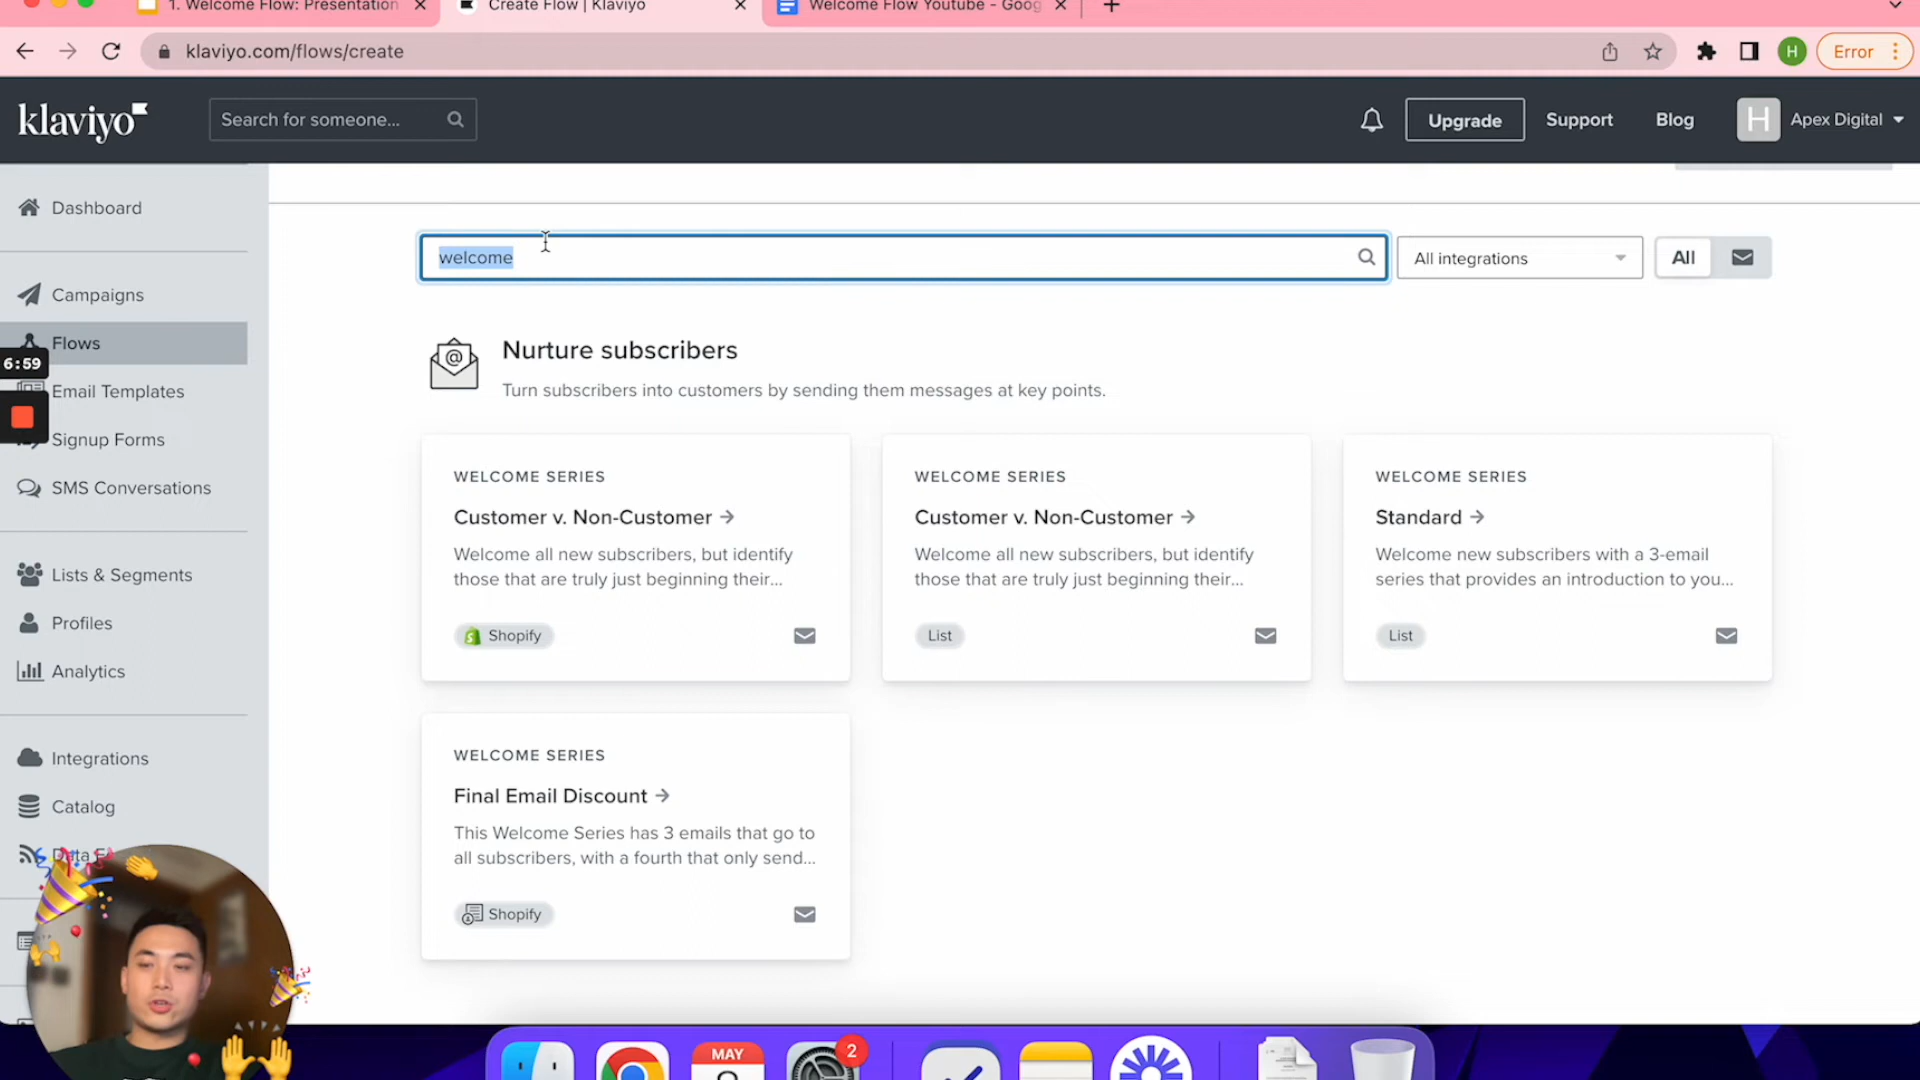 1. Welcome Flow: Presentation
Create Flow | Klaviyo
Welcome Flow Youtube - Goog
klaviyo.com/flows/create
H
Error
klaviyo
Search for someone...
Upgrade
Support
Blog
H
Apex Digital
Dashboard
Campaigns
Flows
6:59
Email Templates
Signup Forms
SMS Conversations
Lists & Segments
Profiles
Analytics
Integrations
Catalog
welcome
All integrations
All
Nurture subscribers
Turn subscribers into customers by sending them messages at key points.
WELCOME SERIES
Customer v. Non-Customer →
Welcome all new subscribers, but identify
those that are truly just beginning their...
Shopify
WELCOME SERIES
Customer v. Non-Customer →
Welcome all new subscribers, but identify
those that are truly just beginning their...
List
WELCOME SERIES
Standard →
Welcome new subscribers with a 3-email
series that provides an introduction to you...
List
WELCOME SERIES
Final Email Discount →
This Welcome Series has 3 emails that go to
all subscribers, with a fourth that only send...
Shopify
MAY
2